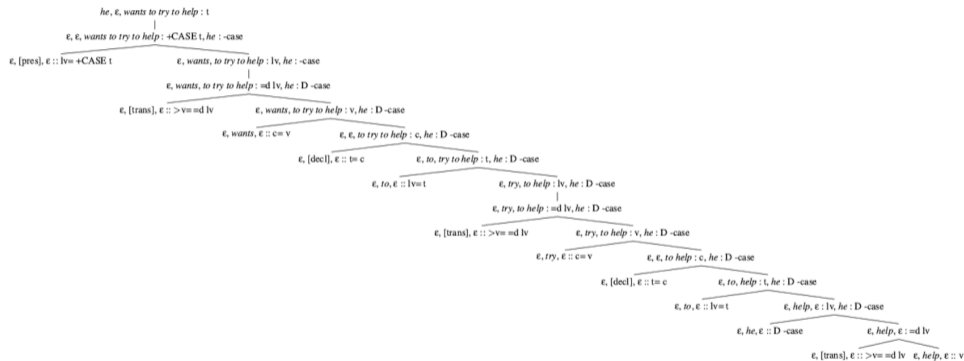 he, ε, wants to try to help : t
ε, ε, wants to try to help : +CASE t, he : -case
ε, [pres], ε :: lv= +CASE t ε, wants, to try to help : lv, he : -case
ε, wants, to try to help : =d lv, he : D -case
ε, [trans], ε :: >v= =d lv ε, wants, to try to help : v, he : D -case
ε, wants, ε :: c= v ε, ε, to try to help : c, he : D -case
ε, [decl], ε :: t= c ε, to, try to help : t, he : D -case
ε, to, ε :: lv=t ε, try, to help : lv, he : D -case
ε, try, to help : =d lv, he : D -case
ε, [trans], ε :: >v= =d lv ε, try, to help : v, he : D -case
ε, try, ε :: c= v ε, ε, to help : c, he : D -case
ε, [decl], ε :: t= c ε, to, help : t, he : D -case
ε, to, ε :: lv=t ε, help, ε : lv, he : D -case
ε, he, ε :: D -case ε, help, ε : =d lv
ε, [trans], ε :: >v= =d lv ε, help, ε :: v